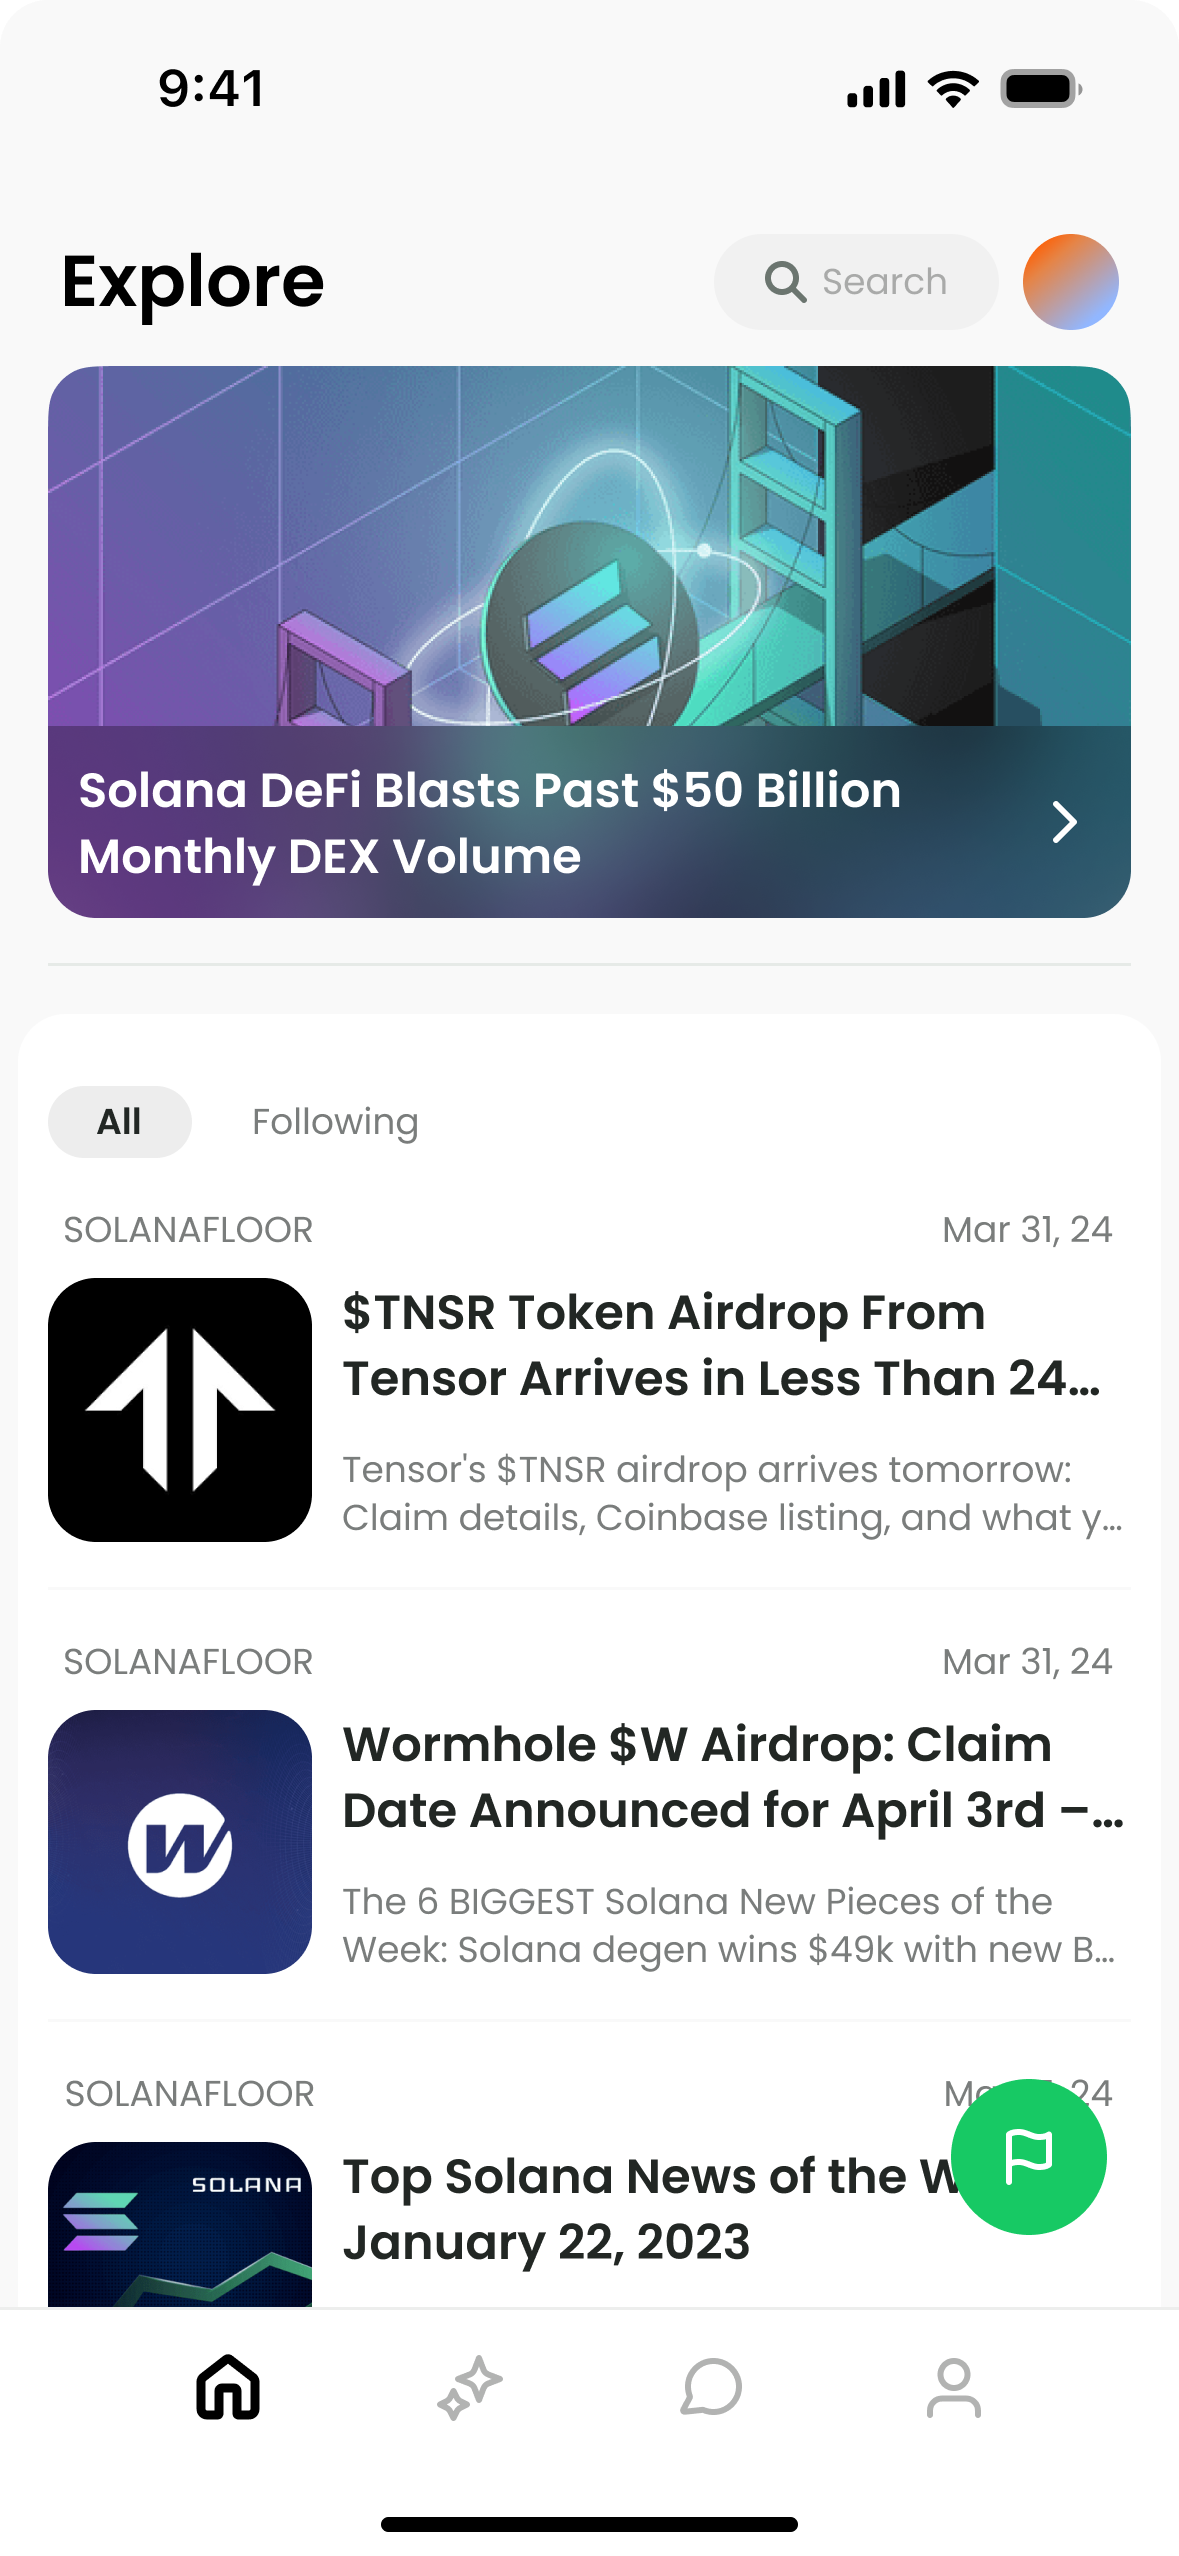 9:41
Explore
Search
Solana DeFi Blasts Past $50 Billion
Monthly DEX Volume
All
Following
SOLANAFLOOR
Mar 31, 24
$TNSR Token Airdrop From
Tensor Arrives in Less Than 24...
Tensor's $TNSR airdrop arrives tomorrow:
Claim details, Coinbase listing, and what y...
SOLANAFLOOR
Mar 31, 24
W
Wormhole $W Airdrop: Claim
Date Announced for April 3rd –...
The 6 BIGGEST Solana New Pieces of the
Week: Solana degen wins $49k with new B...
SOLANAFLOOR
24
SOLANA
Top Solana News of the
January 22, 2023